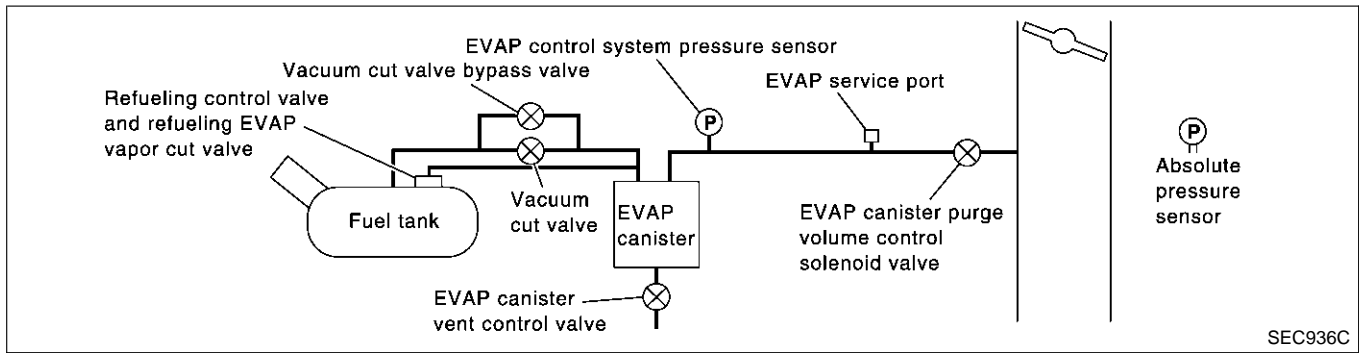 EVAP control system pressure sensor
Vacuum cut valve bypass valve
EVAP service port
Refueling control valve
and refueling EVAP
vapor cut valve
P
P
Absolute
pressure
sensor
Fuel tank
Vacuum
cut valve
EVAP
canister
EVAP canister purge
volume control
solenoid valve
EVAP canister
vent control valve
SEC936C